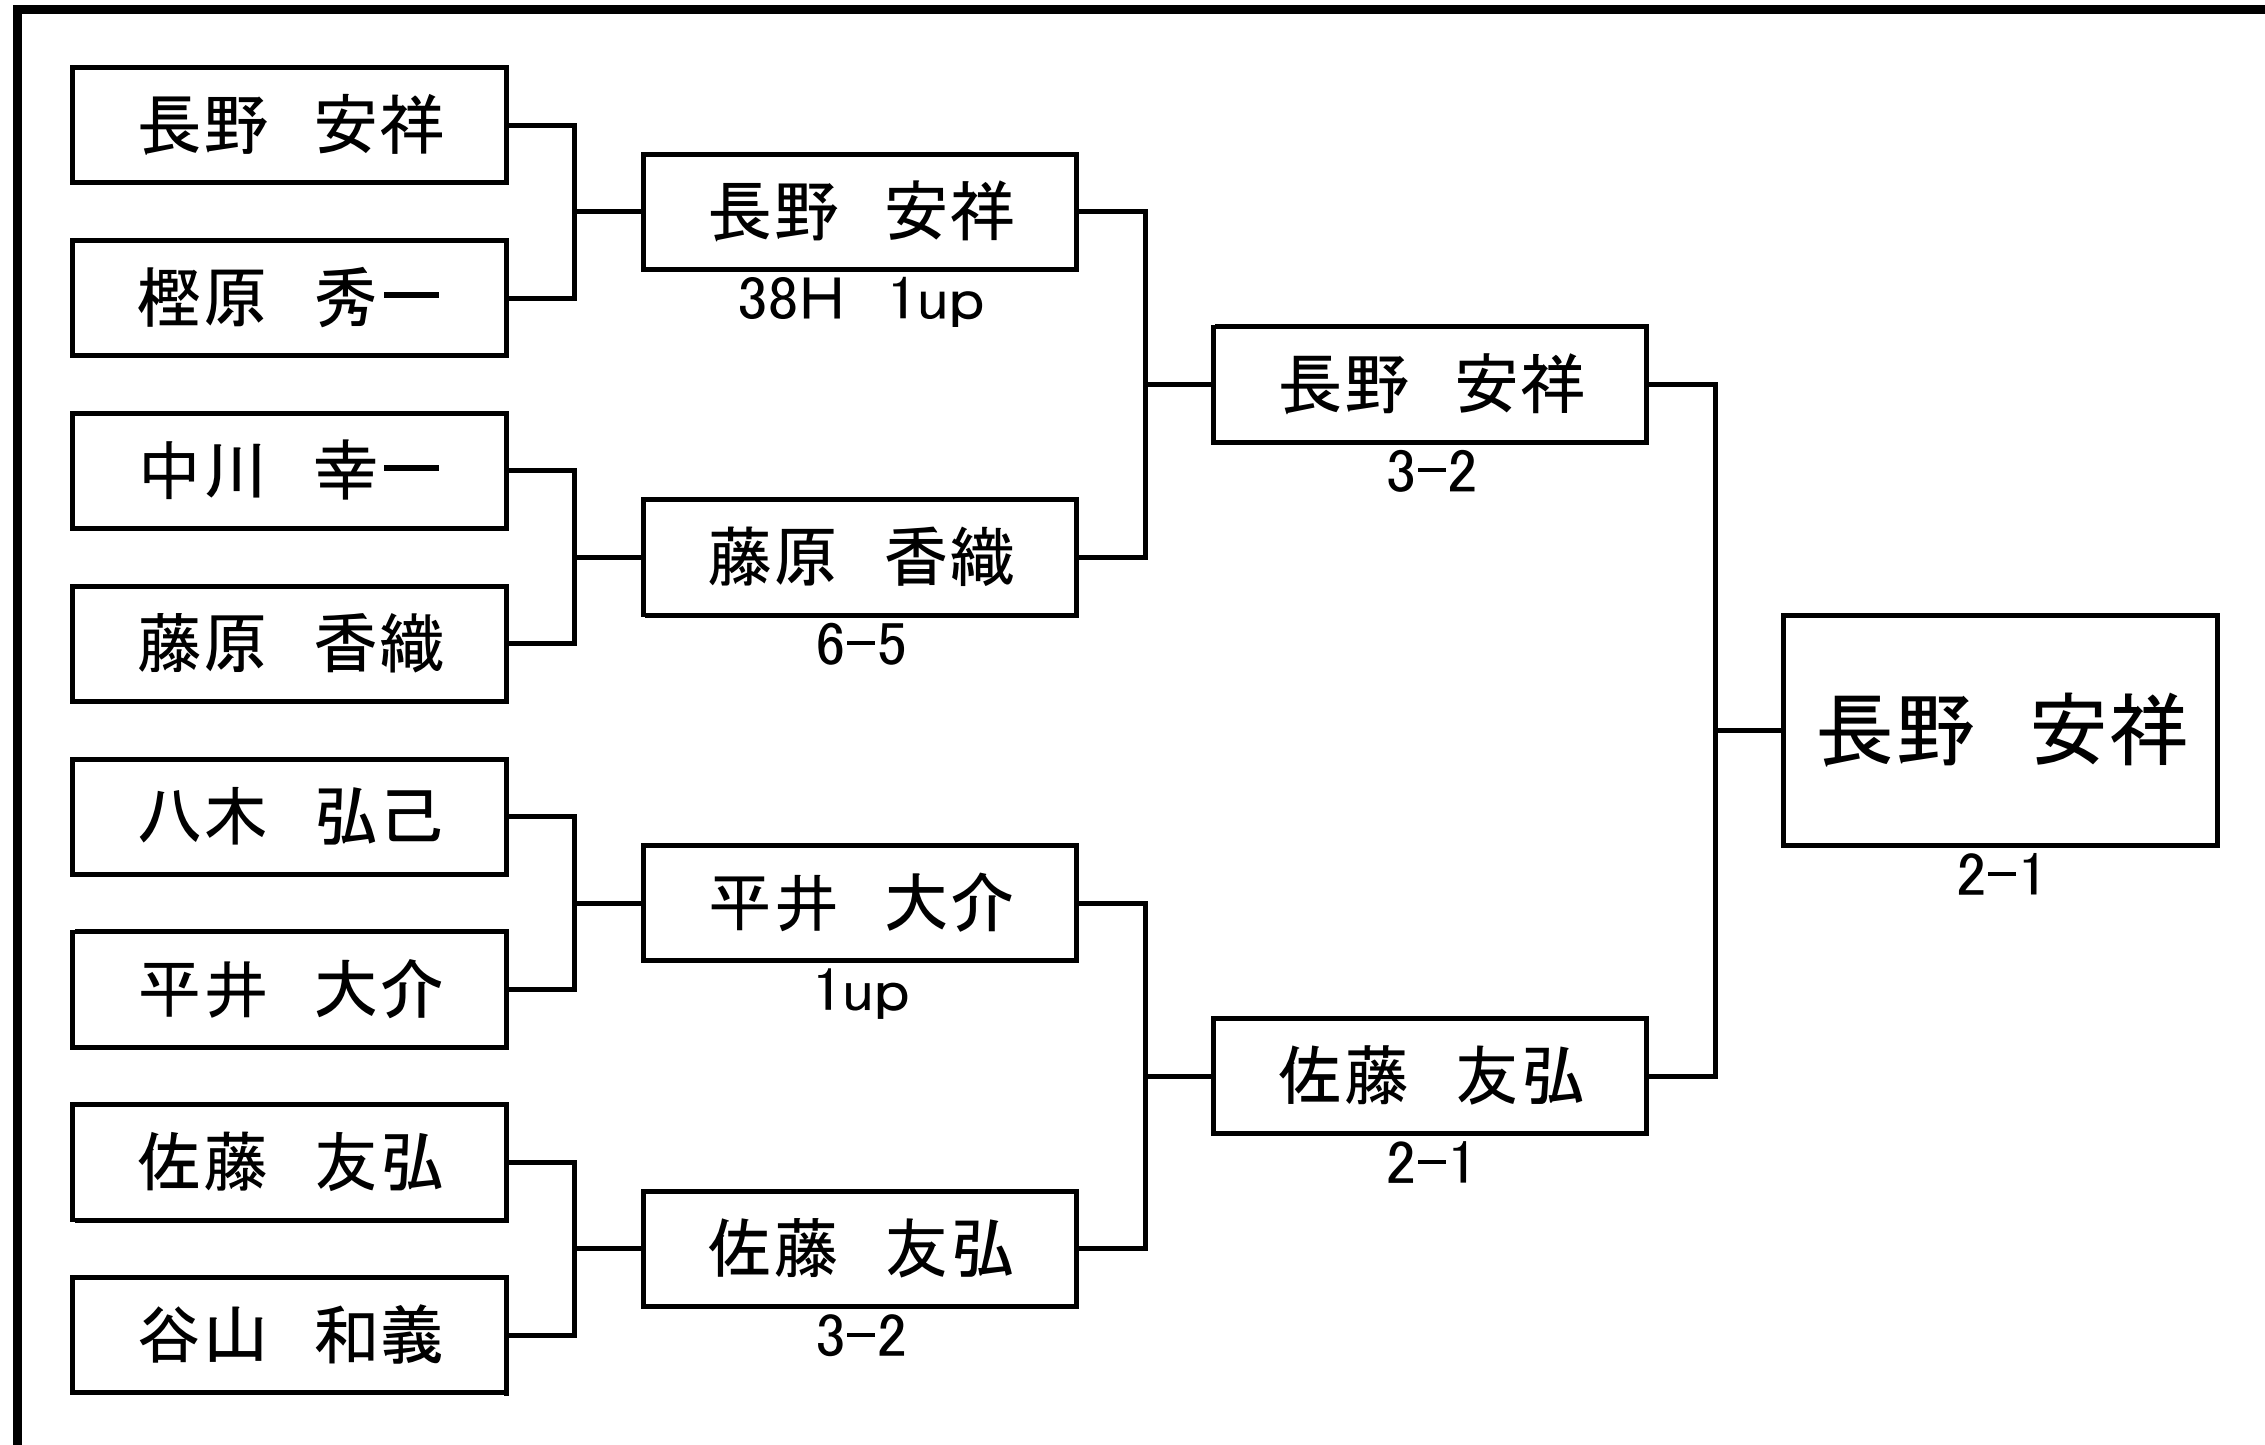 長野　安祥
樫原　秀一
中川　幸一
藤原　香織
八木　弘己
平井　大介
佐藤　友弘
谷山　和義
長野　安祥
38H　1up
藤原　香織
6-5
平井　大介
1up
佐藤　友弘
3-2
長野　安祥
3-2
佐藤　友弘
2-1
長野　安祥
2-1